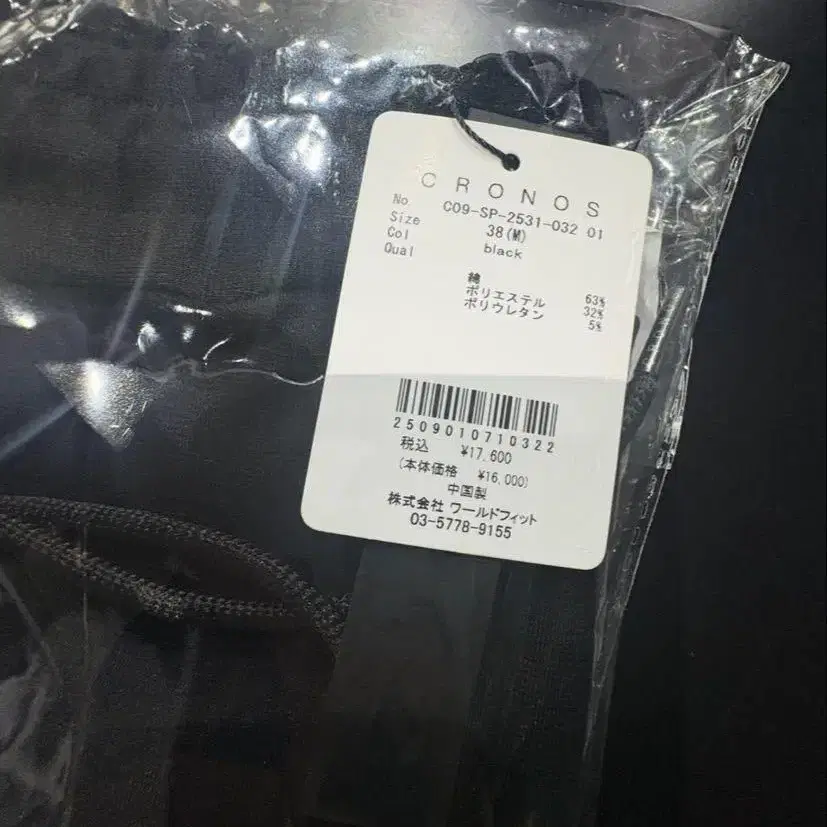 CRONOS
No C09-SP-2531-032 01
Size 38(M)
Col black
Qual
綿 63%
ポリエステル 32%
ポリウレタン 5%
2509010710322
税込 ¥17,600
(本体価格 ¥16,000)
中国製
株式会社 ワールドフィット
03-5778-9155